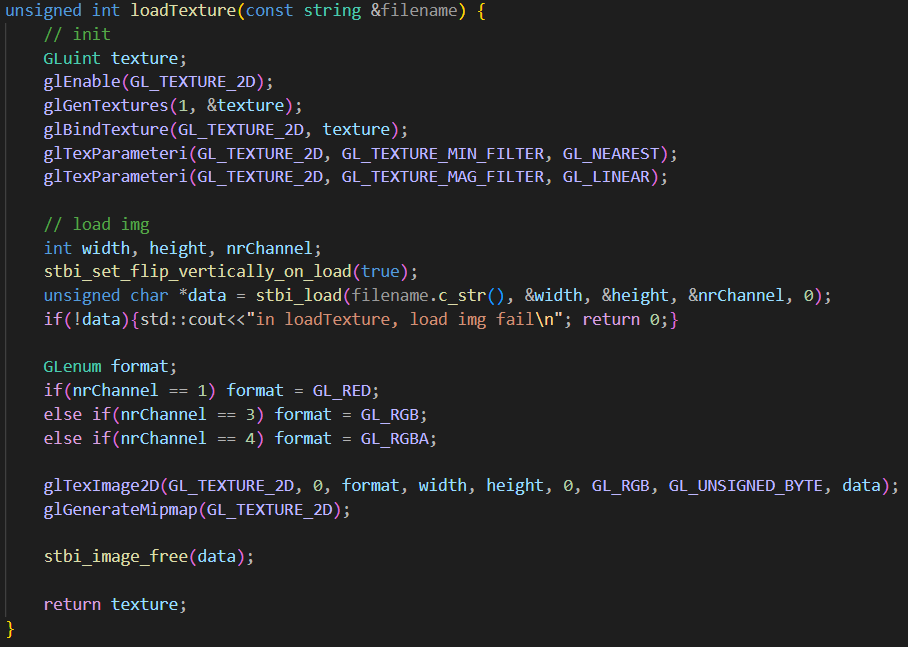 unsigned int loadTexture(const string &filename) {
// init
GLuint texture;
glEnable(GL_TEXTURE_2D);
glGenTextures(1, &texture);
glBindTexture(GL_TEXTURE_2D, texture);
glTexParameteri(GL_TEXTURE_2D, GL_TEXTURE_MIN_FILTER, GL_NEAREST);
glTexParameteri(GL_TEXTURE_2D, GL_TEXTURE_MAG_FILTER, GL_LINEAR);
// load img
int width, height, nrChannel;
stbi_set_flip_vertically_on_load(true);
unsigned char *data = stbi_load(filename.c_str(), &width, &height, &nrChannel, 0);
if(!data){std::cout<<"in loadTexture, load img fail\n"; return 0;}
GLenum format;
if(nrChannel == 1) format = GL_RED;
else if(nrChannel == 3) format = GL_RGB;
else if(nrChannel == 4) format = GL_RGBA;
glTexImage2D(GL_TEXTURE_2D, 0, format, width, height, 0, GL_RGB, GL_UNSIGNED_BYTE, data);
glGenerateMipmap(GL_TEXTURE_2D);
stbi_image_free(data);
return texture;
}